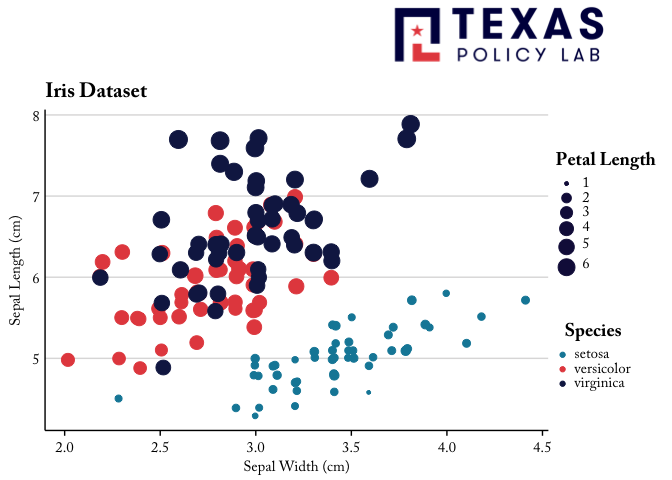 TEXAS
POLICY LAB
Iris Dataset
8
7
6
5
Sepal Length (cm)
2.0 2.5 3.0 3.5 4.0 4.5
Sepal Width (cm)
Petal Length
1
2
3
4
5
6
Species
setosa
versicolor
virginica